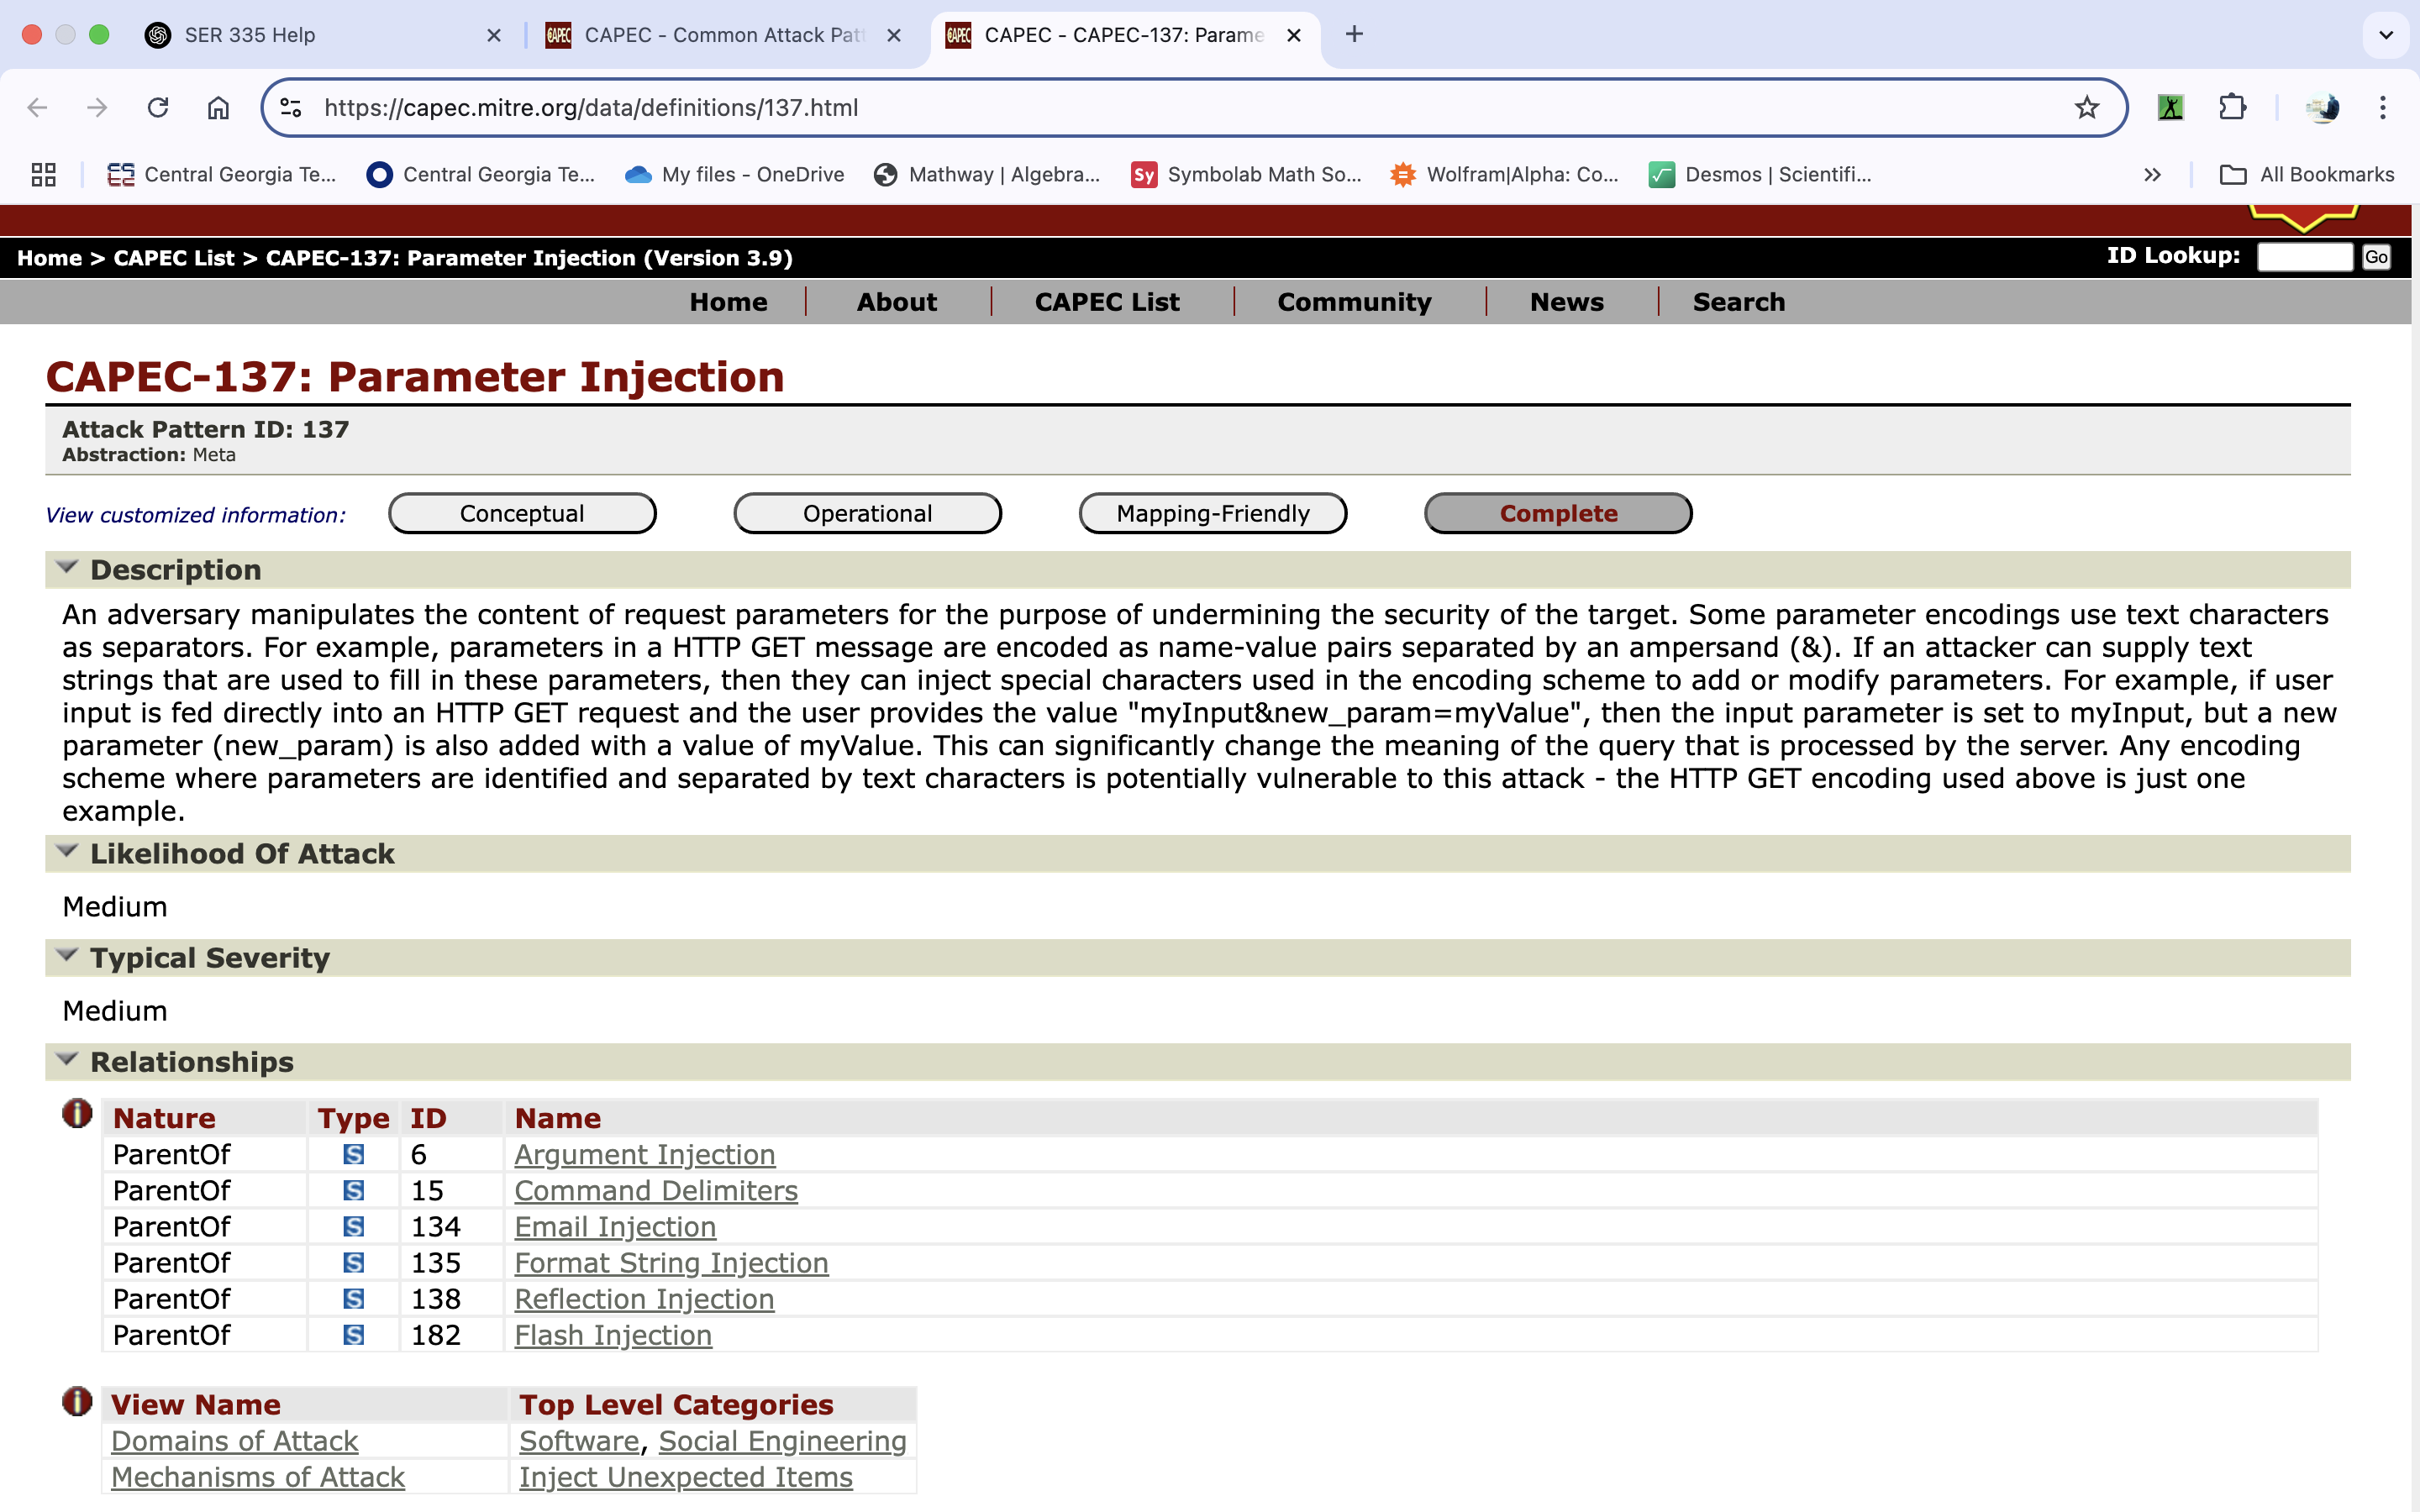 SER 335 Help
CAPEC - Common Attack Pat
CAPEC - CAPEC-137: Parame
https://capec.mitre.org/data/definitions/137.html
Central Georgia Te...
Central Georgia Te...
My files - OneDrive
Mathway | Algebra...
Sy Symbolab Math So...
Wolfram|Alpha: Co...
Desmos | Scientifi...
All Bookmarks
Home > CAPEC List > CAPEC-137: Parameter Injection (Version 3.9)
ID Lookup: Go
Home About CAPEC List Community News Search
CAPEC-137: Parameter Injection
Attack Pattern ID: 137
Abstraction: Meta
View customized information: Conceptual Operational Mapping-Friendly Complete
Description
An adversary manipulates the content of request parameters for the purpose of undermining the security of the target. Some parameter encodings use text characters
as separators. For example, parameters in a HTTP GET message are encoded as name-value pairs separated by an ampersand (&). If an attacker can supply text
strings that are used to fill in these parameters, then they can inject special characters used in the encoding scheme to add or modify parameters. For example, if user
input is fed directly into an HTTP GET request and the user provides the value "myInput&new_param=myValue", then the input parameter is set to myInput, but a new
parameter (new_param) is also added with a value of myValue. This can significantly change the meaning of the query that is processed by the server. Any encoding
scheme where parameters are identified and separated by text characters is potentially vulnerable to this attack - the HTTP GET encoding used above is just one
example.
Likelihood Of Attack
Medium
Typical Severity
Medium
Relationships
Nature Type ID Name
ParentOf S 6 Argument Injection
ParentOf S 15 Command Delimiters
ParentOf S 134 Email Injection
ParentOf S 135 Format String Injection
ParentOf S 138 Reflection Injection
ParentOf S 182 Flash Injection
View Name Top Level Categories
Domains of Attack Software, Social Engineering
Mechanisms of Attack Inject Unexpected Items